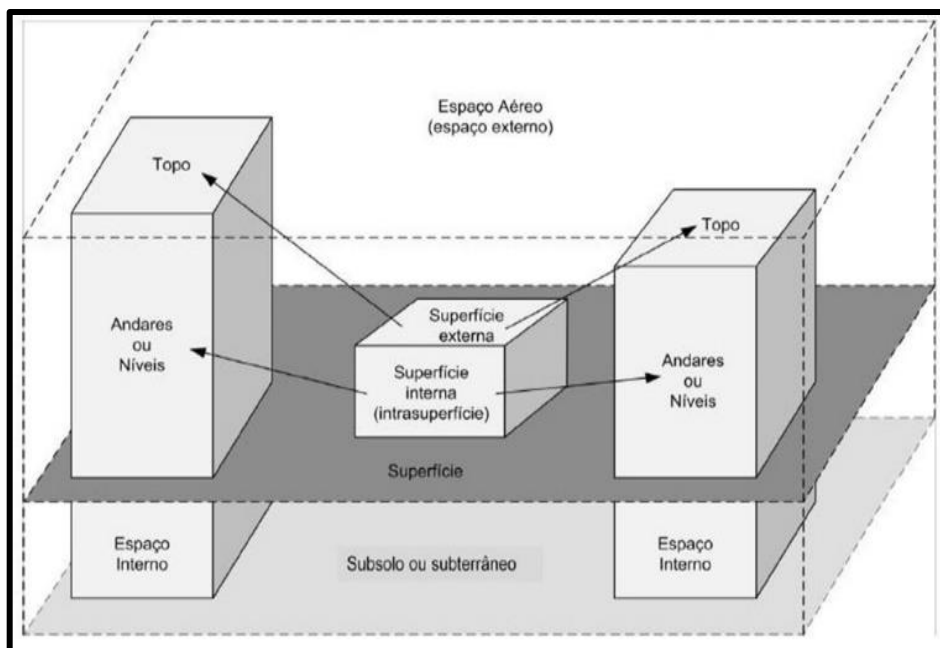 Espaço Aéreo
(espaço externo)
Topo
Topo
Superfície
externa
Andares
ou
Níveis
Superfície
interna
(intrasuperfície)
Andares
ou
Níveis
Superfície
Espaço
Interno
Subsolo ou subterrâneo
Espaço
Interno